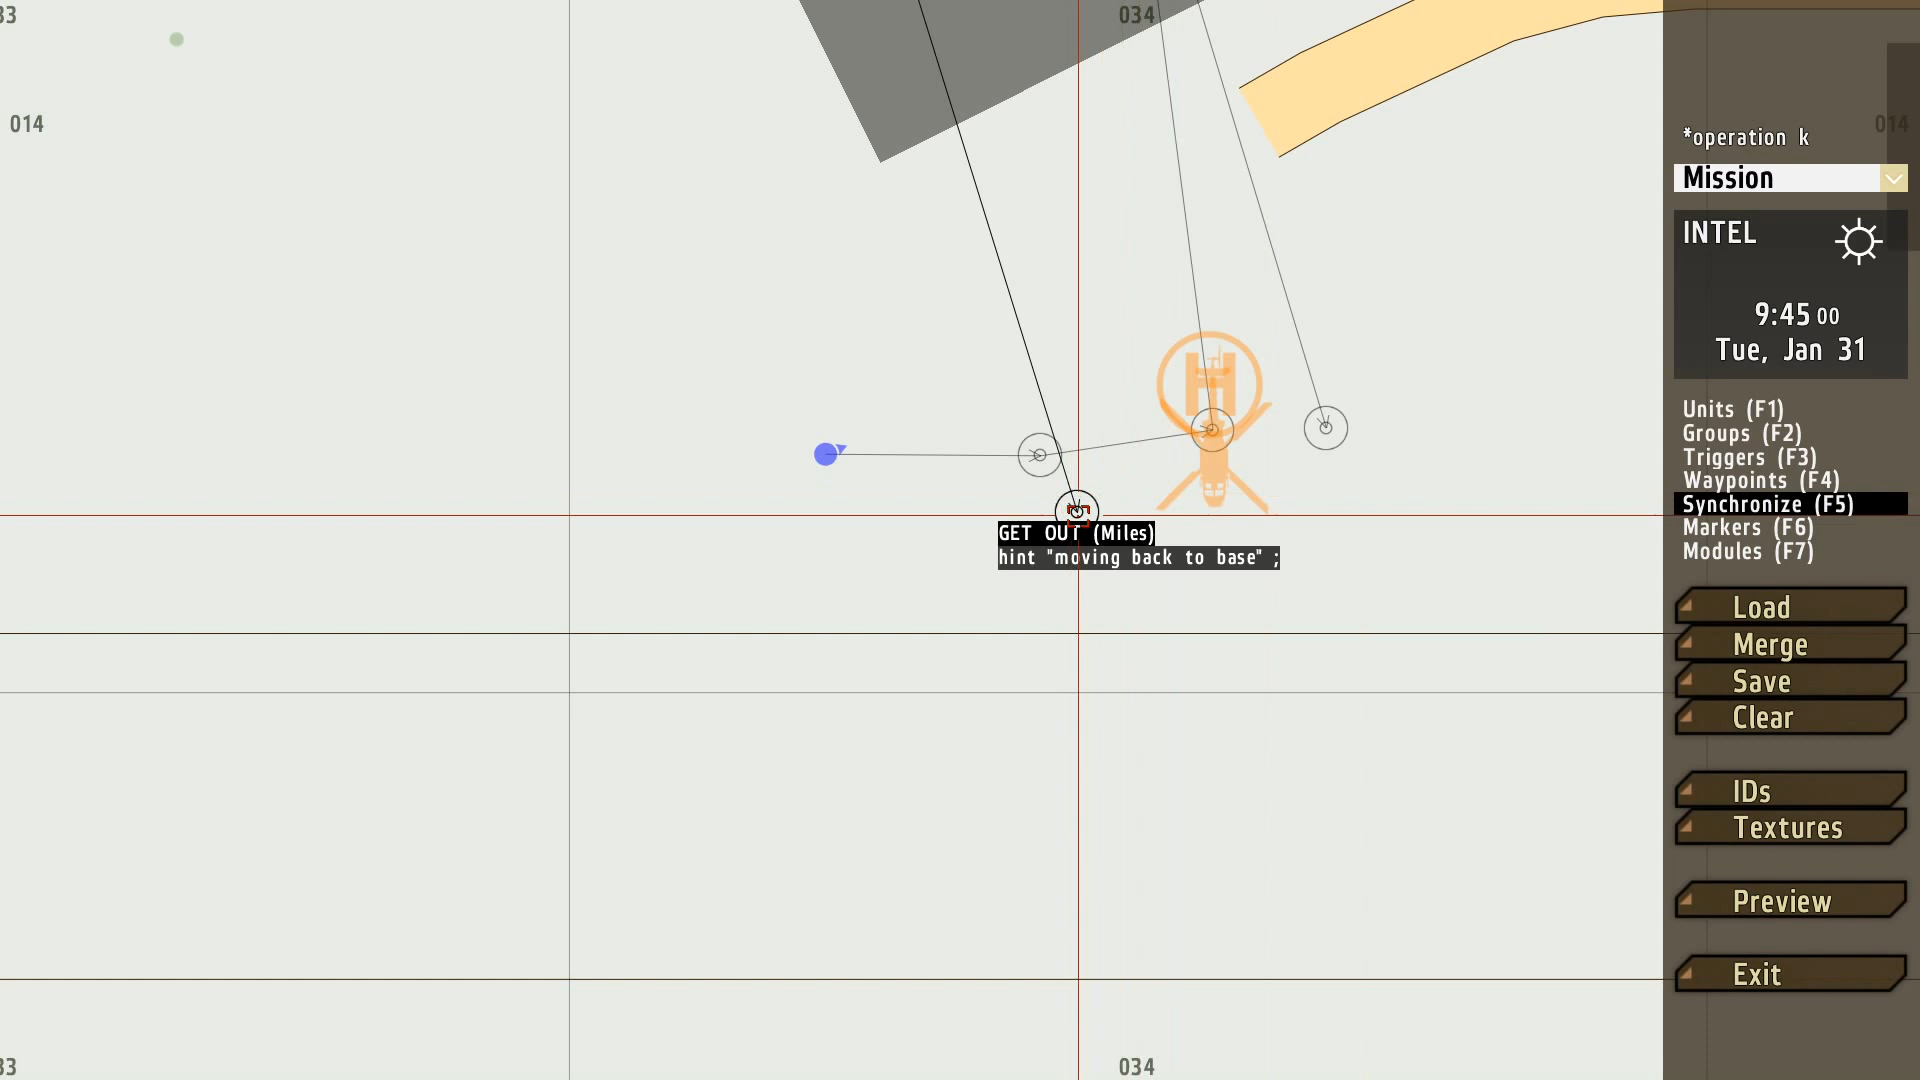 33
034
014
014
*operation k
Mission
INTEL
9:45 00
Tue, Jan 31
Units (F1)
Groups (F2)
Triggers (F3)
Waypoints (F4)
Synchronize (F5)
Markers (F6)
Modules (F7)
H
GET OUT (Miles)
hint "moving back to base" ;
Load
Merge
Save
Clear
IDs
Textures
Preview
Exit
33
034